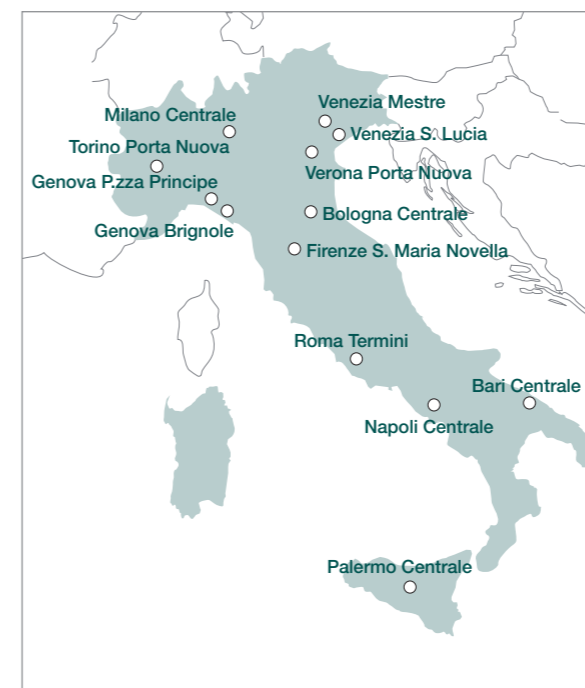 Venezia Mestre
Milano Centrale
Venezia S. Lucia
Torino Porta Nuova
Verona Porta Nuova
Genova P.zza Principe
Bologna Centrale
Genova Brignole
Firenze S. Maria Novella
Roma Termini
Bari Centrale
Napoli Centrale
Palermo Centrale